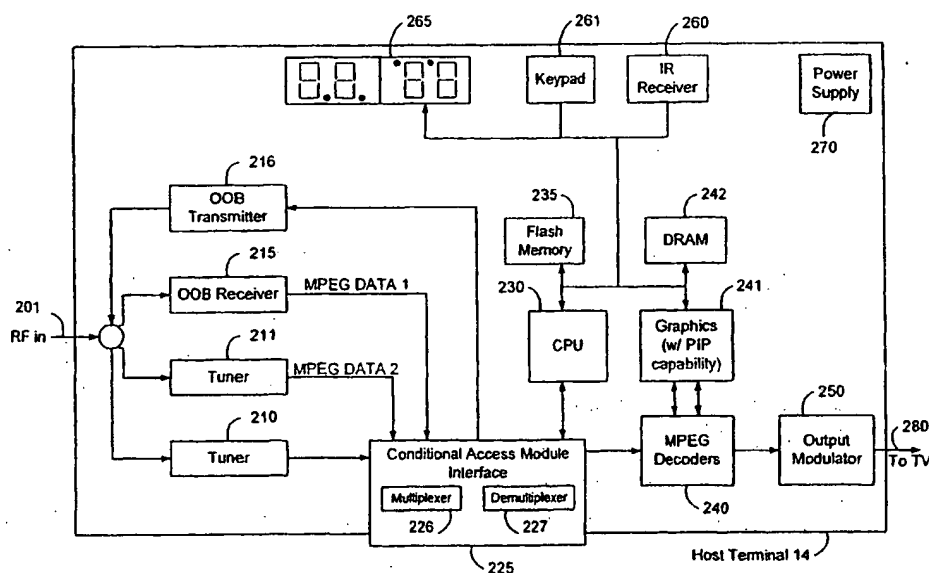 265
261
260
Keypad
IR
Receiver
Power
Supply
270
216
OOB
Transmitter
235
Flash
Memory
242
DRAM
215
OOB Receiver
MPEG DATA 1
230
CPU
241
Graphics
(w/ PIP
capability)
201
RF in
211
Tuner
MPEG DATA 2
210
Tuner
250
Output
Modulator
280
To TV
Conditional Access Module
Interface
Multiplexer
226
Demultiplexer
227
MPEG
Decoders
240
225
Host Terminal 14